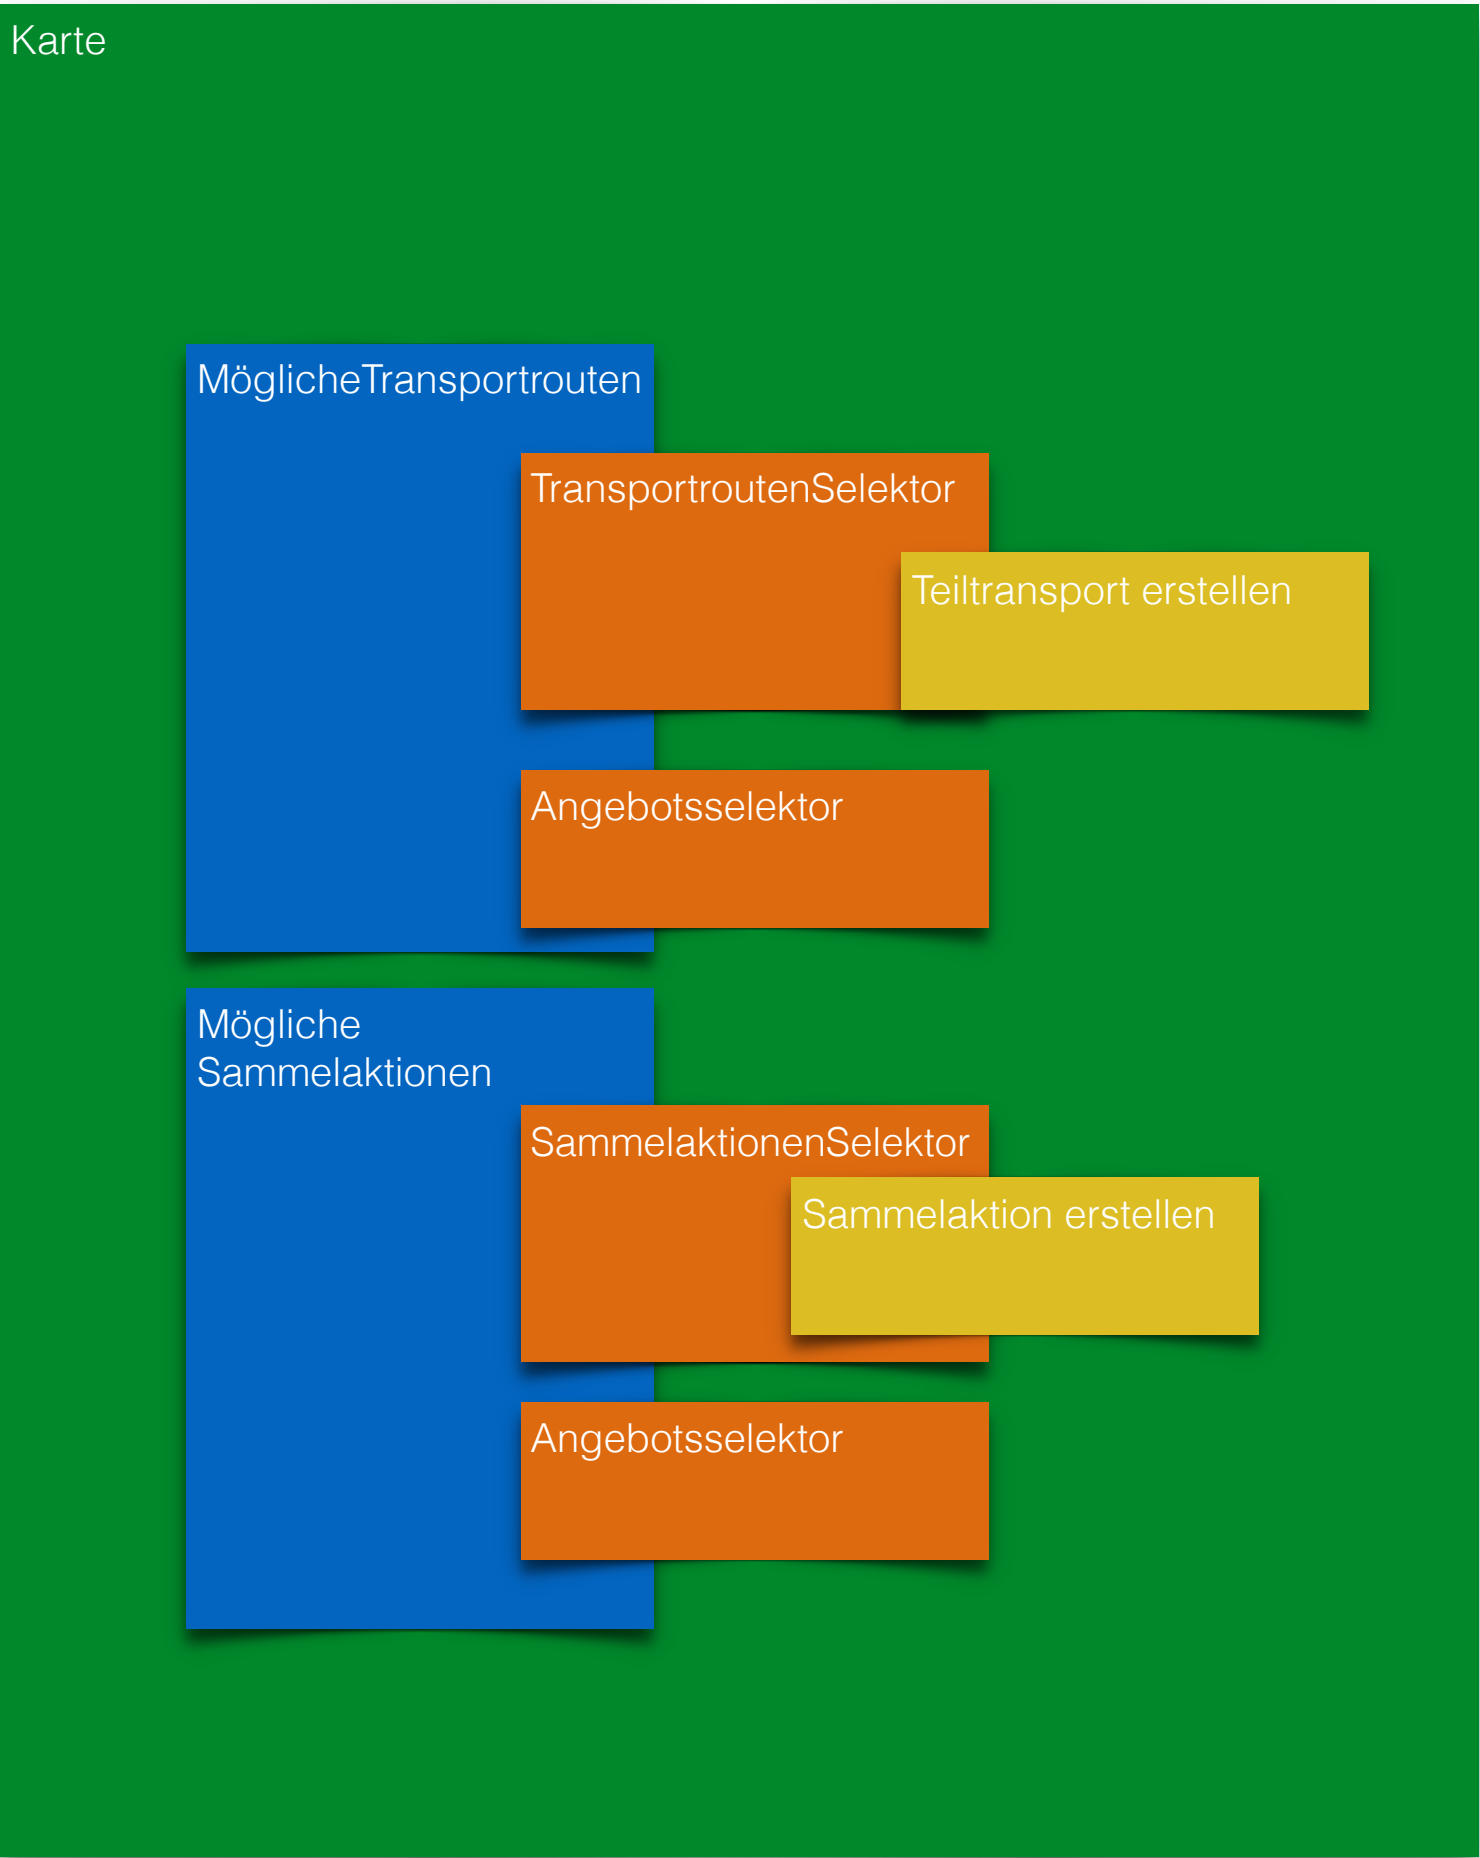 Karte
MöglicheTransportrouten
TransportroutenSelektor
Teiltransport erstellen
Angebotsselektor
Mögliche
Sammelaktionen
SammelaktionenSelektor
Sammelaktion erstellen
Angebotsselektor